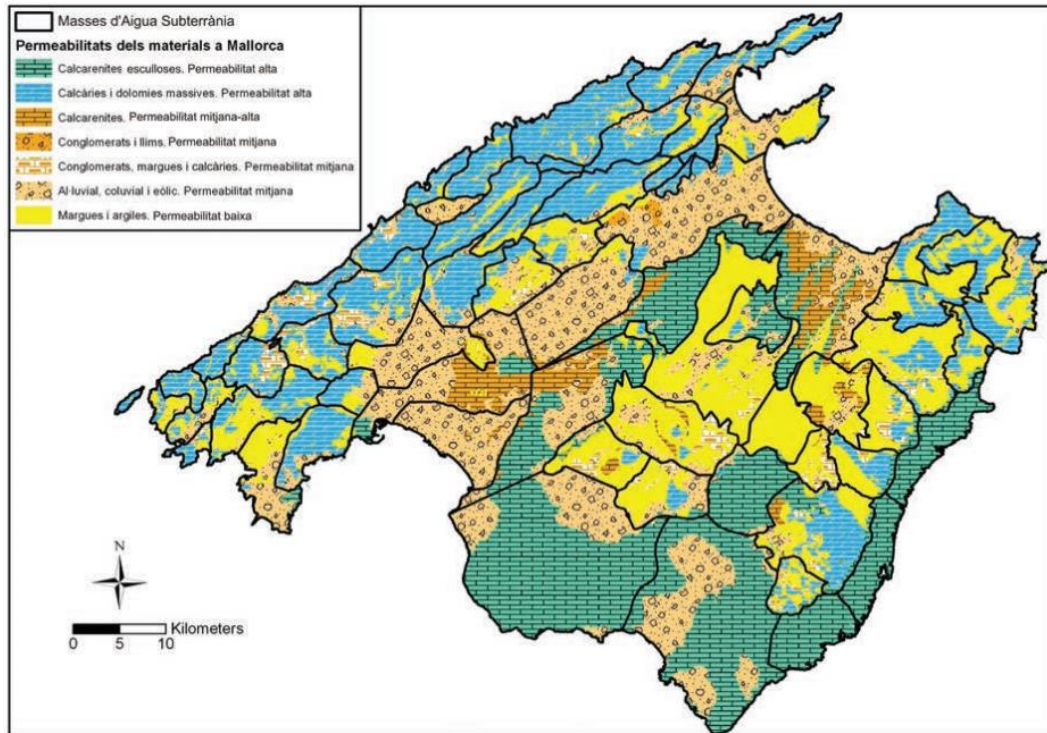 Masses d'Aigua Subterrània
Permeabilitats dels materials a Mallorca
Calcarenites esculloses. Permeabilitat alta
Calcàries i dolomies massives. Permeabilitat alta
Calcarenites. Permeabilitat mitjana-alta
Conglomerats i llims. Permeabilitat mitjana
Conglomerats, margues i calcàries. Permeabilitat mitjana
Al·luvial, coluvial i eòlic. Permeabilitat mitjana
Margues i argiles. Permeabilitat baixa
N
Kilometers
0 5 10